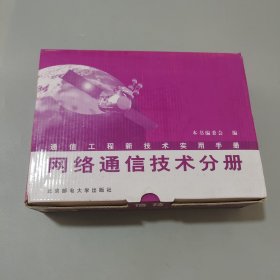 本书编委会 编
通信工程新技术实用手册
网络通信技术分册
北京邮电大学出版社